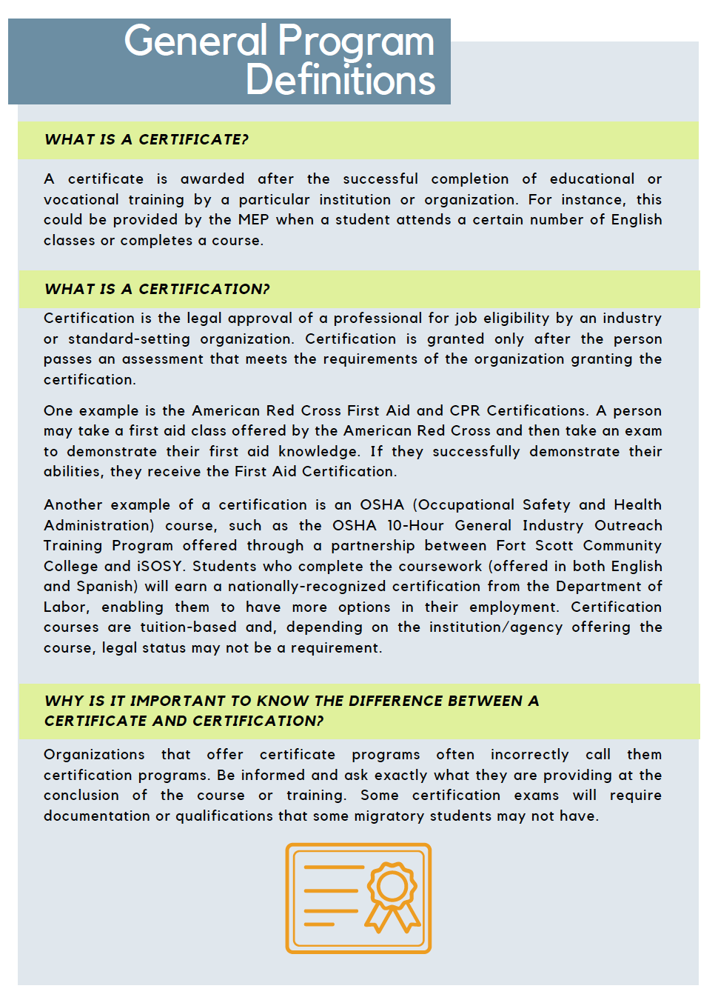 General Program
Definitions
WHAT IS A CERTIFICATE?
A certificate is awarded after the successful completion of educational or
vocational training by a particular institution or organization. For instance, this
could be provided by the MEP when a student attends a certain number of English
classes or completes a course.
WHAT IS A CERTIFICATION?
Certification is the legal approval of a professional for job eligibility by an industry
or standard-setting organization. Certification is granted only after the person
passes an assessment that meets the requirements of the organization granting the
certification.
One example is the American Red Cross First Aid and CPR Certifications. A person
may take a first aid class offered by the American Red Cross and then take an exam
to demonstrate their first aid knowledge. If they successfully demonstrate their
abilities, they receive the First Aid Certification.
Another example of a certification is an OSHA (Occupational Safety and Health
Administration) course, such as the OSHA 10-Hour General Industry Outreach
Training Program offered through a partnership between Fort Scott Community
College and iSOSY. Students who complete the coursework (offered in both English
and Spanish) will earn a nationally-recognized certification from the Department of
Labor, enabling them to have more options in their employment. Certification
courses are tuition-based and, depending on the institution/agency offering the
course, legal status may not be a requirement.
WHY IS IT IMPORTANT TO KNOW THE DIFFERENCE BETWEEN A
CERTIFICATE AND CERTIFICATION?
Organizations that offer certificate programs often incorrectly call them
certification programs. Be informed and ask exactly what they are providing at the
conclusion of the course or training. Some certification exams will require
documentation or qualifications that some migratory students may not have.